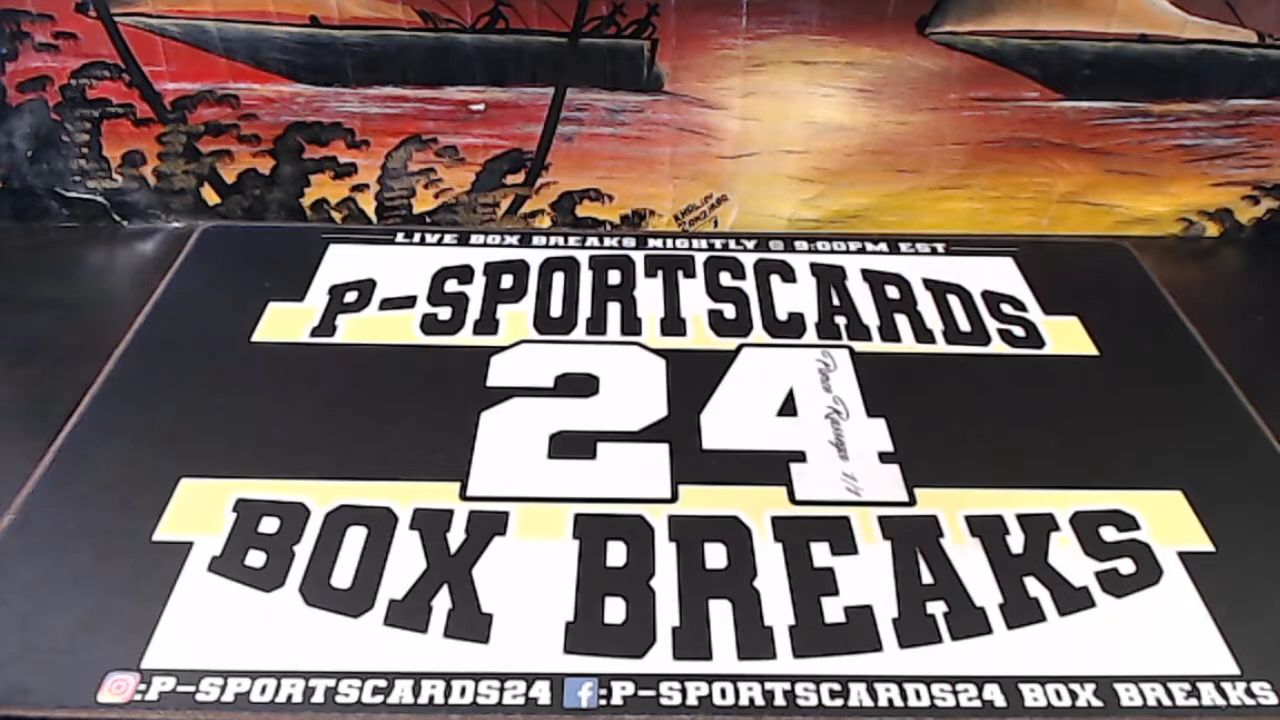 LIVE BOX BREAKS NIGHTLY @ 9:00PM EST
P-SPORTSCARDS
24
BOX BREAKS
:P-SPORTSCARDS24 :P-SPORTSCARDS24 BOX BREAKS